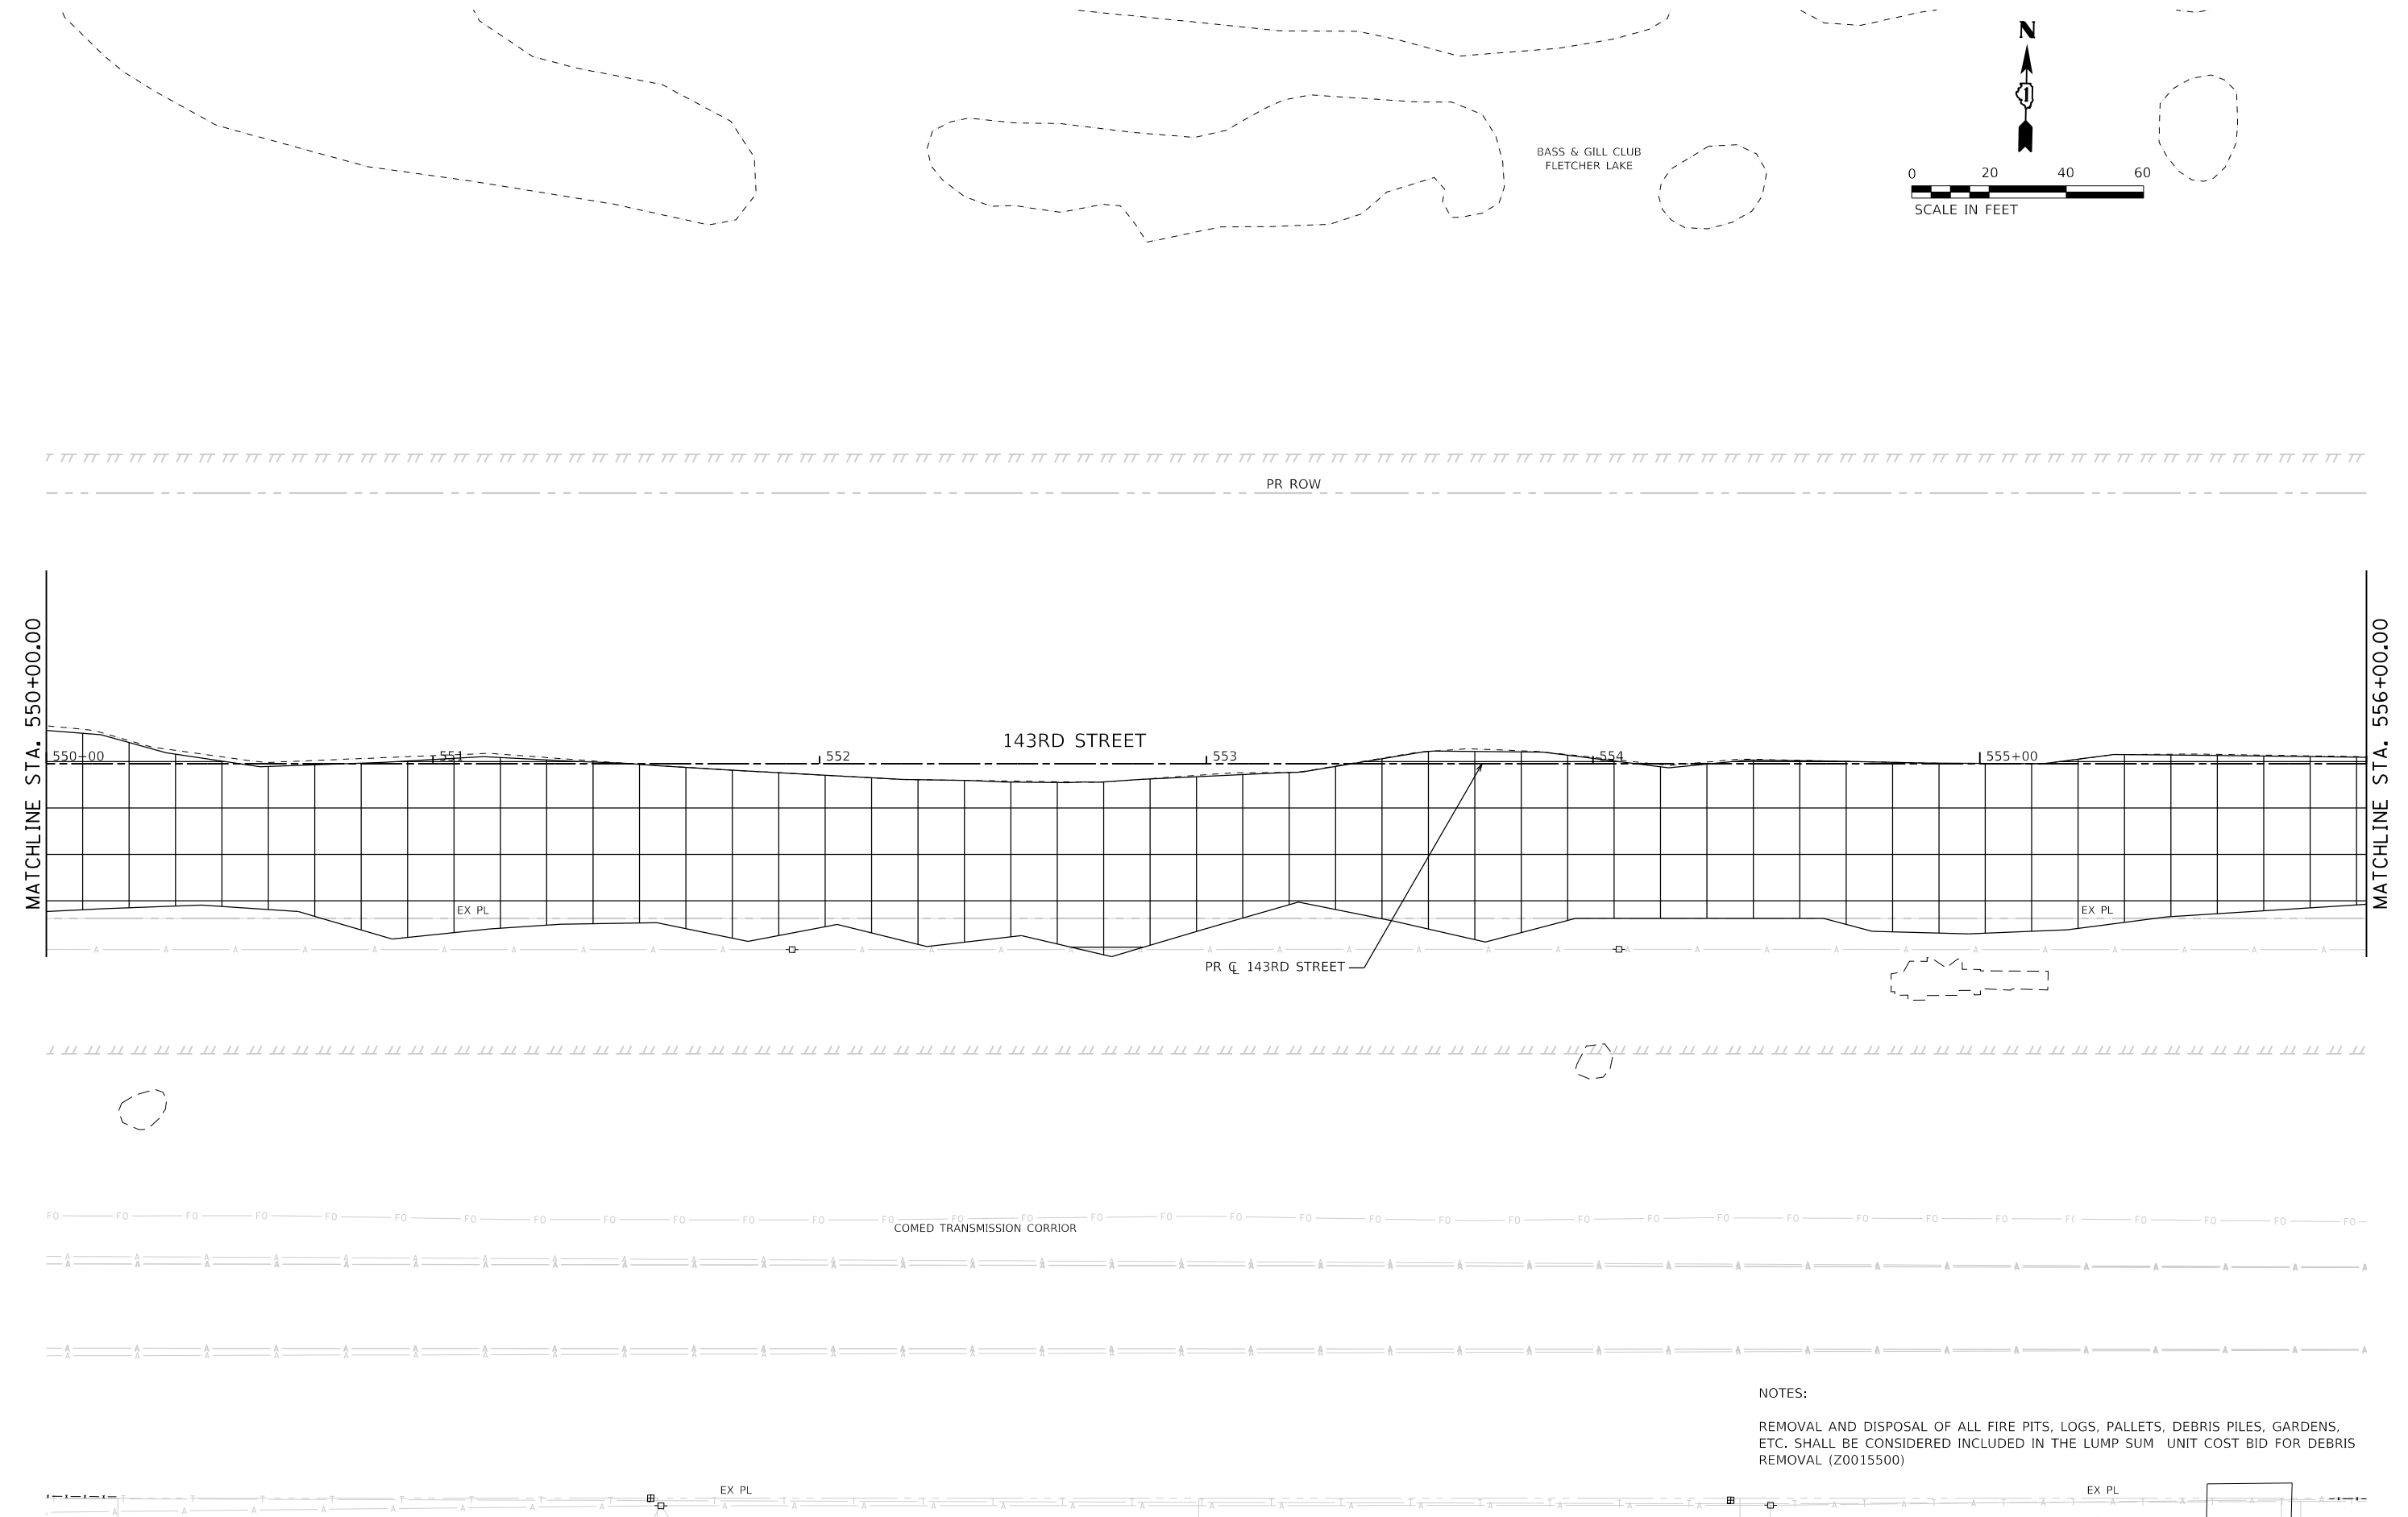 N
BASS & GILL CLUB
FLETCHER LAKE
0 20 40 60
SCALE IN FEET
PR ROW
MATCHLINE STA. 550+00.00
MATCHLINE STA. 556+00.00
143RD STREET
550+00 551 552 553 554 555+00
EX PL
EX PL
PR ℄ 143RD STREET
COMED TRANSMISSION CORRIOR
NOTES:
REMOVAL AND DISPOSAL OF ALL FIRE PITS, LOGS, PALLETS, DEBRIS PILES, GARDENS,
ETC. SHALL BE CONSIDERED INCLUDED IN THE LUMP SUM UNIT COST BID FOR DEBRIS
REMOVAL (Z0015500)
EX PL
EX PL